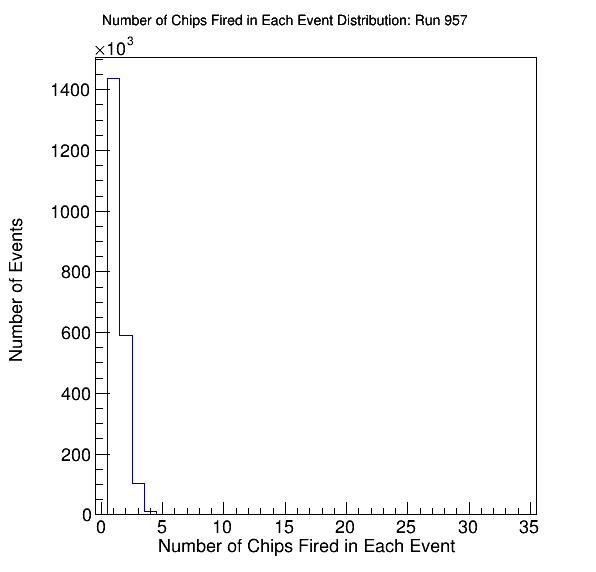 Number of Chips Fired in Each Event Distribution: Run 957
×10³
1400
1200
1000
800
600
400
200
0
0 5 10 15 20 25 30 35
Number of Chips Fired in Each Event
Number of Events